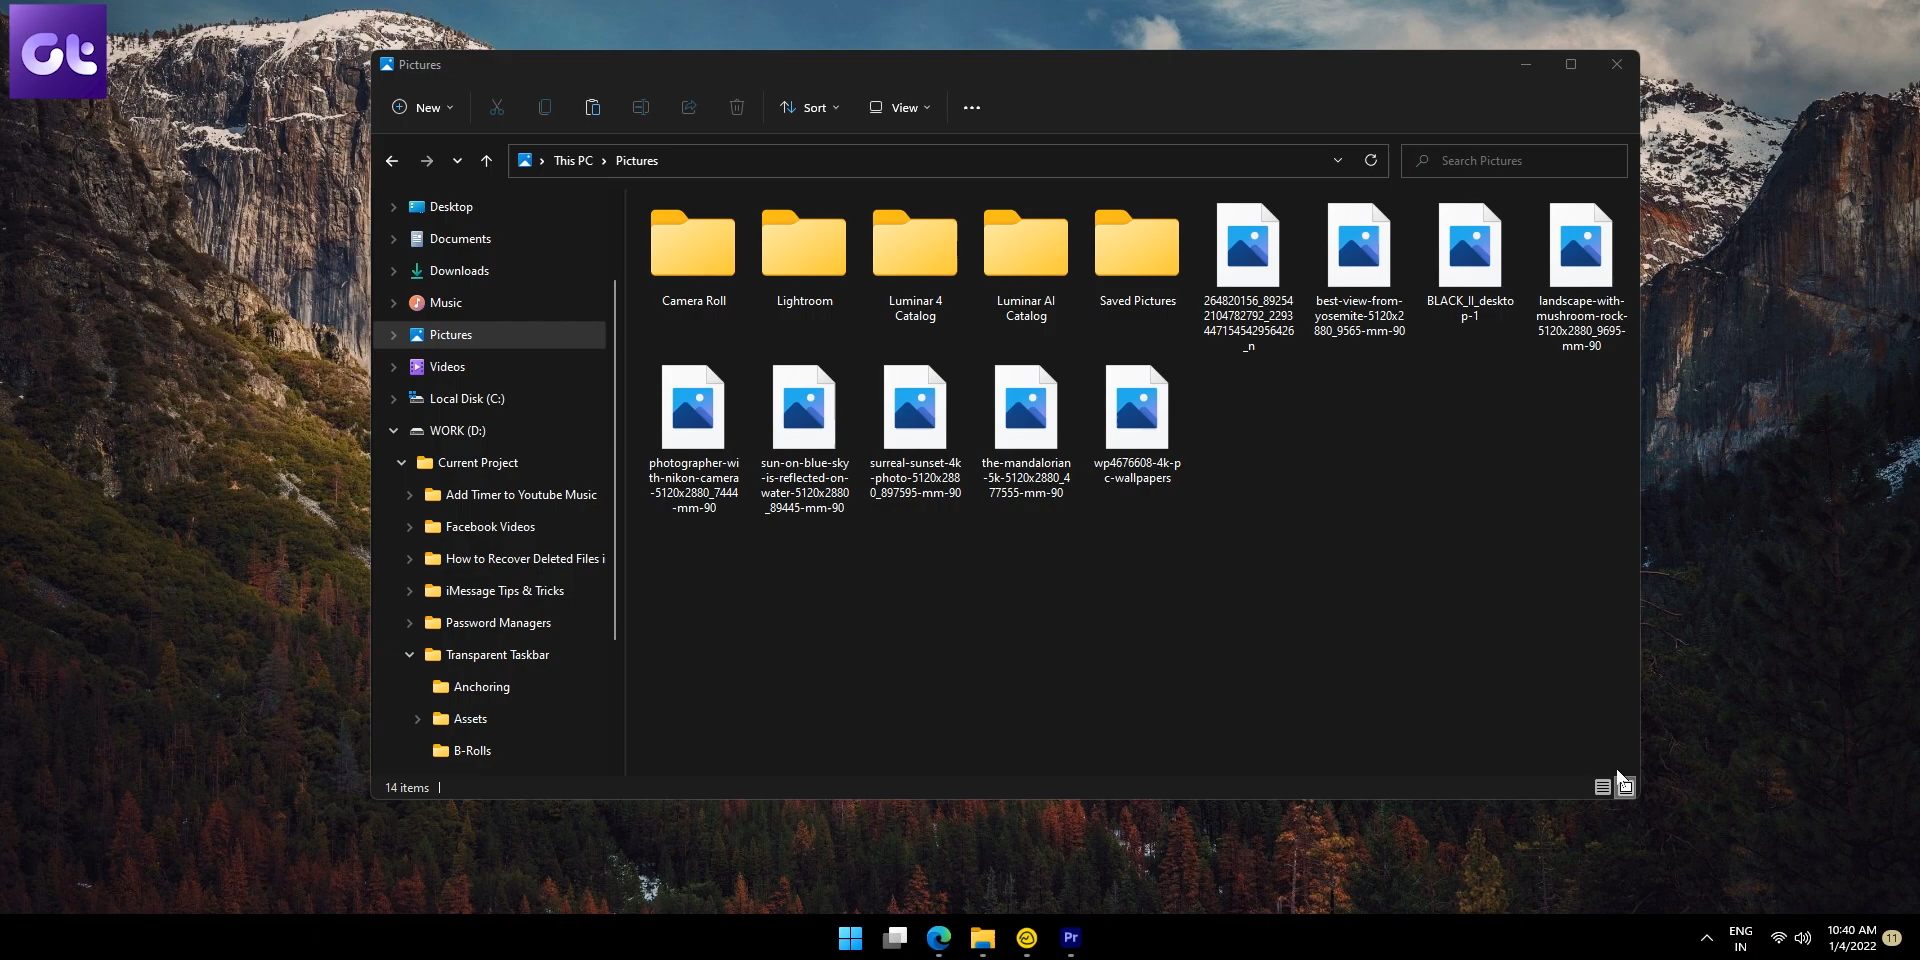 Gt
Pictures
New
Sort
View
This PC
Pictures
Search Pictures
Desktop
Documents
Downloads
Music
Pictures
Videos
Local Disk (C:)
WORK (D:)
Current Project
Add Timer to Youtube Music
Facebook Videos
How to Recover Deleted Files i
iMessage Tips & Tricks
Password Managers
Transparent Taskbar
Anchoring
Assets
B-Rolls
Camera Roll
Lightroom
Luminar 4
Catalog
Luminar AI
Catalog
Saved Pictures
264820156_89254
2104782792_2293
447154542956426
_n
best-view-from-
yosemite-5120x2
880_9565-mm-90
BLACK_II_deskto
p-1
landscape-with-
mushroom-rock-
5120x2880_9695-
mm-90
photographer-wi
th-nikon-camera
-5120x2880_7444
-mm-90
sun-on-blue-sky
-is-reflected-on-
water-5120x2880
_89445-mm-90
surreal-sunset-4k
-photo-5120x288
0_897595-mm-90
the-mandalorian
-5k-5120x2880_4
77555-mm-90
wp4676608-4k-p
c-wallpapers
14 items
Pr
ENG
IN
10:40 AM
1/4/2022
11